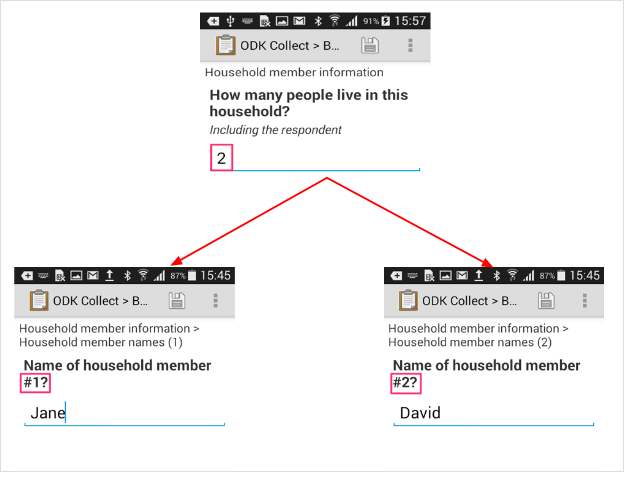 91% 15:57
ODK Collect > B...
Household member information
How many people live in this
household?
Including the respondent
2
87% 15:45
ODK Collect > B...
Household member information >
Household member names (1)
Name of household member
#1?
Jane
87% 15:45
ODK Collect > B...
Household member information >
Household member names (2)
Name of household member
#2?
David